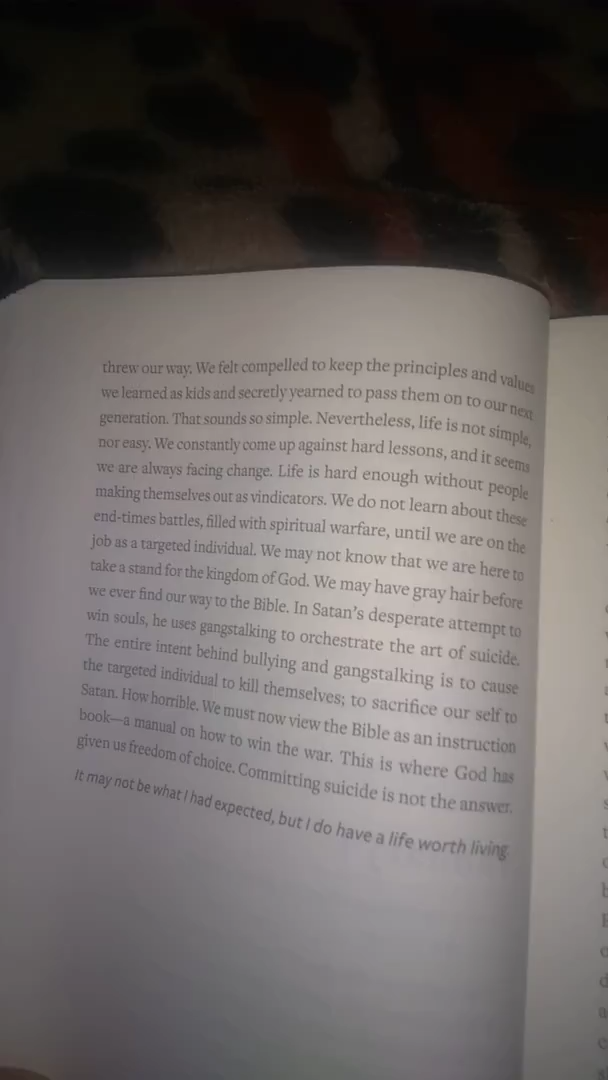 threw our way. We felt compelled to keep the principles and values
we learned as kids and secretly yearned to pass them on to our next
generation. That sounds so simple. Nevertheless, life is not simple,
nor easy. We constantly come up against hard lessons, and it seems
we are always facing change. Life is hard enough without people
making themselves out as vindicators. We do not learn about these
end-times battles, filled with spiritual warfare, until we are on the
job as a targeted individual. We may not know that we are here to
take a stand for the kingdom of God. We may have gray hair before
we ever find our way to the Bible. In Satan's desperate attempt to
win souls, he uses gangstalking to orchestrate the art of suicide.
The entire intent behind bullying and gangstalking is to cause
the targeted individual to kill themselves; to sacrifice our self to
Satan. How horrible. We must now view the Bible as an instruction
book—a manual on how to win the war. This is where God has
given us freedom of choice. Committing suicide is not the answer.
It may not be what I had expected, but I do have a life worth living.